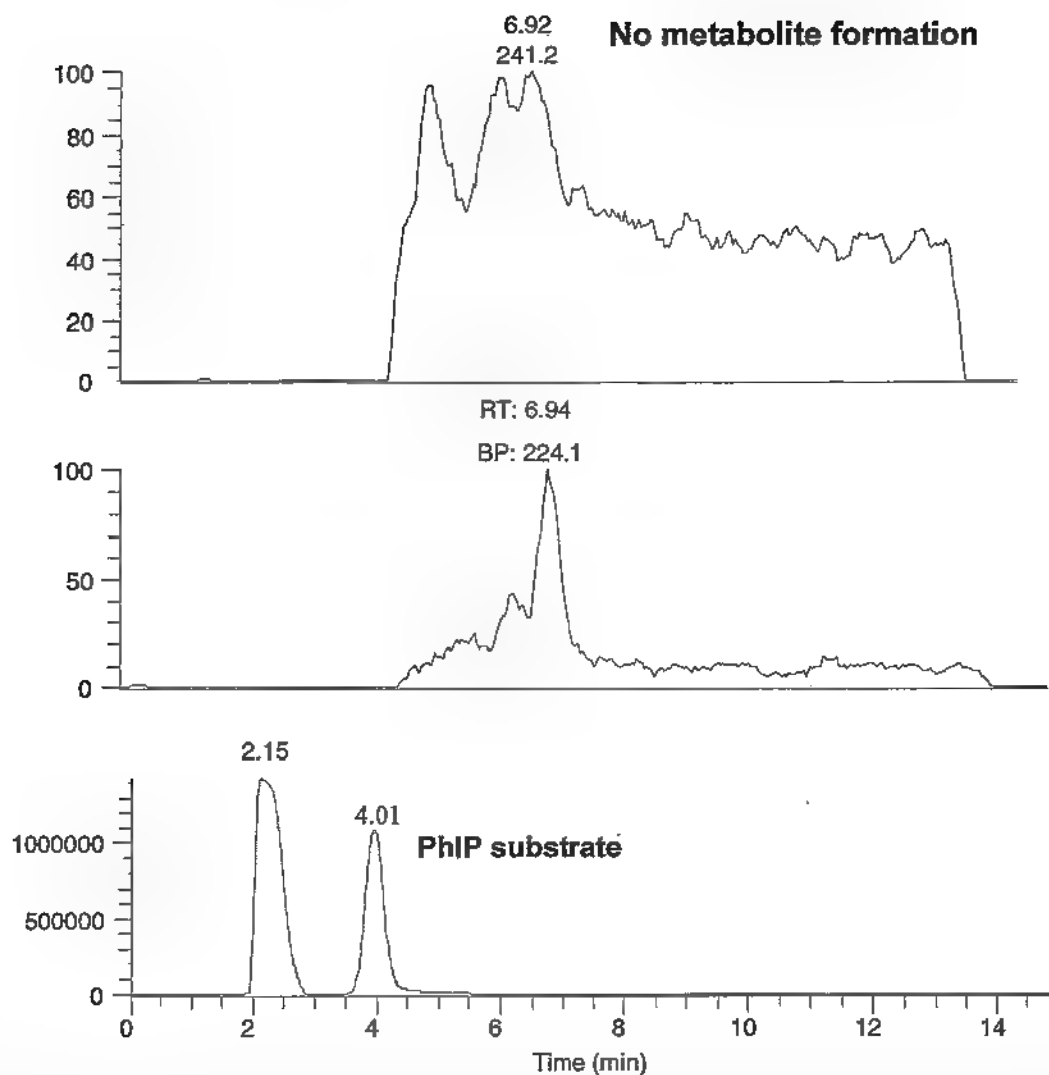 6.92
No metabolite formation
241.2
100
80
60
40
20
0
RT: 6.94
BP: 224.1
100
50
0
2.15
4.01
PhIP substrate
1000000
500000
0
0 2 4 6 8 10 12 14
Time (min)